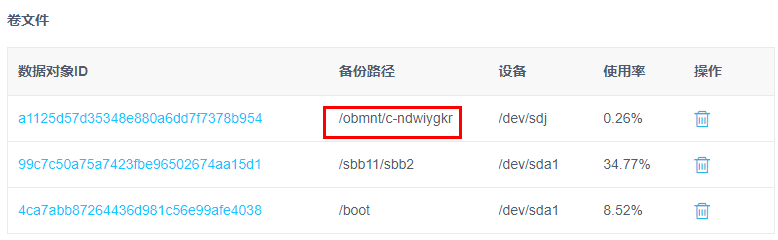 卷文件
数据对象ID 备份路径 设备 使用率 操作
a1125d57d35348e880a6dd7f7378b954 /obmnt/c-ndwiygkr /dev/sdj 0.26%
99c7c50a75a7423fbe96502674aa15d1 /sbb11/sbb2 /dev/sda1 34.77%
4ca7abb87264436d981c56e99afe4038 /boot /dev/sda1 8.52%